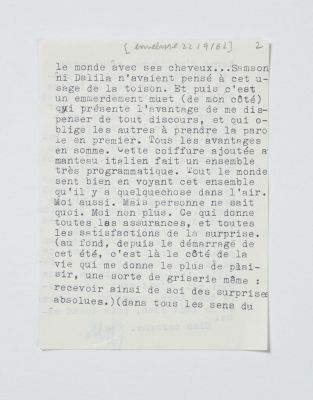 [enveloppe 22/9/62] 2
le monde avec ses cheveux...Samson
ni Dalila n'avaient pensé à cet u-
sage de la toison. Et puis c'est
un emmerdement muet (de mon côté)
qui présente l'avantage de me dis-
penser de tout discours, et qui o-
blige les autres à prendre la paro
le en premier. Tous les avantages
en somme. Cette coiffure ajoutée a
manteau italien fait un ensemble
très programmatique. Tout le monde
sent bien en voyant cet ensemble
qu'il y a quelquechose dans l'air.
Moi aussi. Mais personne ne sait
quoi. Moi non plus. Ce qui donne
toutes les assurances, et toutes
les satisfactions de la surprise.
(au fond, depuis le démarrage de
cet été, c'est là le côté de la
vie qui me donne le plus de plai-
sir, une sorte de griserie même :
recevoir ainsi de soi des surprises
absolues.)(dans tous les sens du